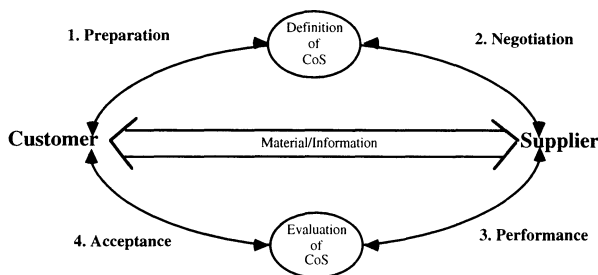 1. Preparation
Definition
of
CoS
2. Negotiation
Customer
Material/Information
Supplier
4. Acceptance
Evaluation
of
CoS
3. Performance